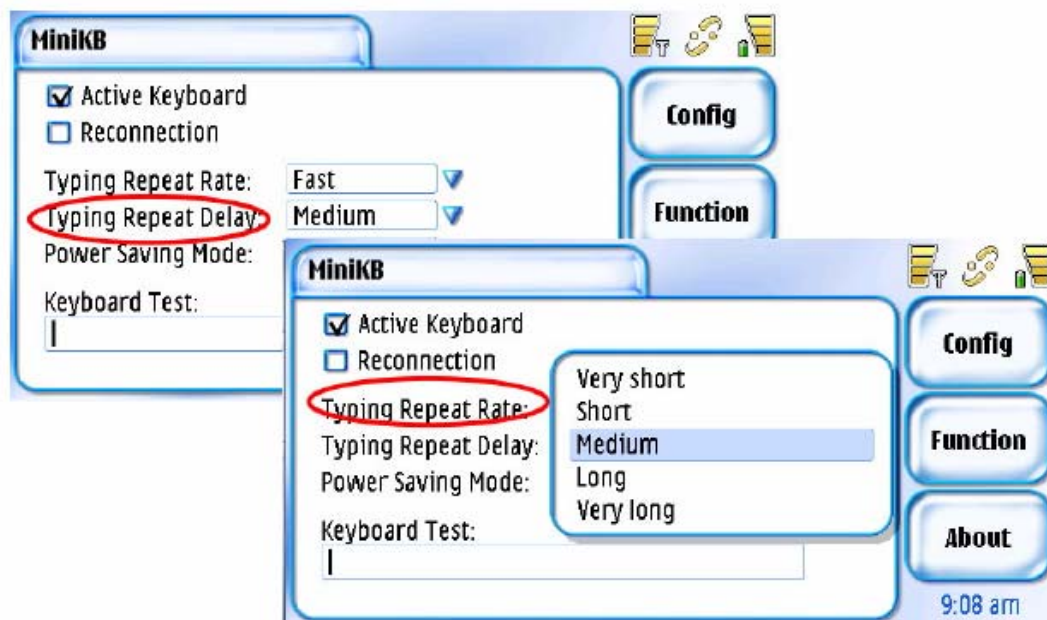 MiniKB
Active Keyboard
Reconnection
Typing Repeat Rate: Fast
Typing Repeat Delay: Medium
Power Saving Mode:
Keyboard Test:
Config
Function
MiniKB
Active Keyboard
Reconnection
Typing Repeat Rate:
Typing Repeat Delay:
Power Saving Mode:
Keyboard Test:
Very short
Short
Medium
Long
Very long
Config
Function
About
9:08 am